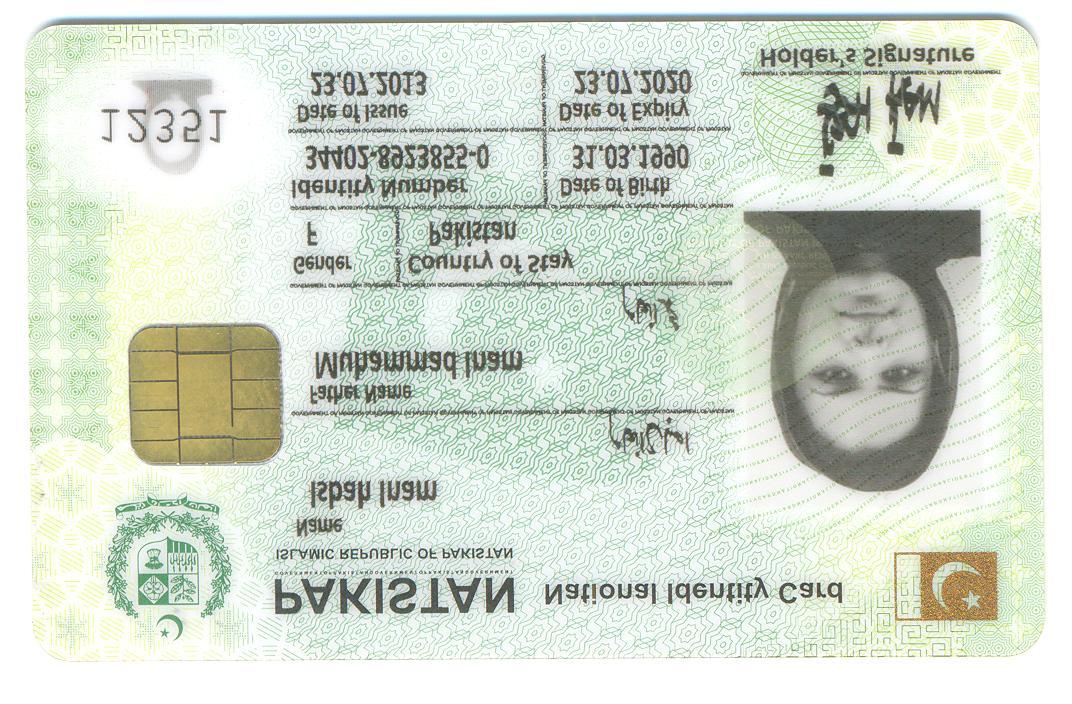 PAKISTAN National Identity Card
ISLAMIC REPUBLIC OF PAKISTAN
Name
Isbah Inam
Father Name
Muhammad Inam
Gender Country of Stay
F Pakistan
Identity Number Date of Birth
34402-8923855-0 31.03.1990
Date of Issue Date of Expiry
23.07.2013 23.07.2020
Holder's Signature
12351